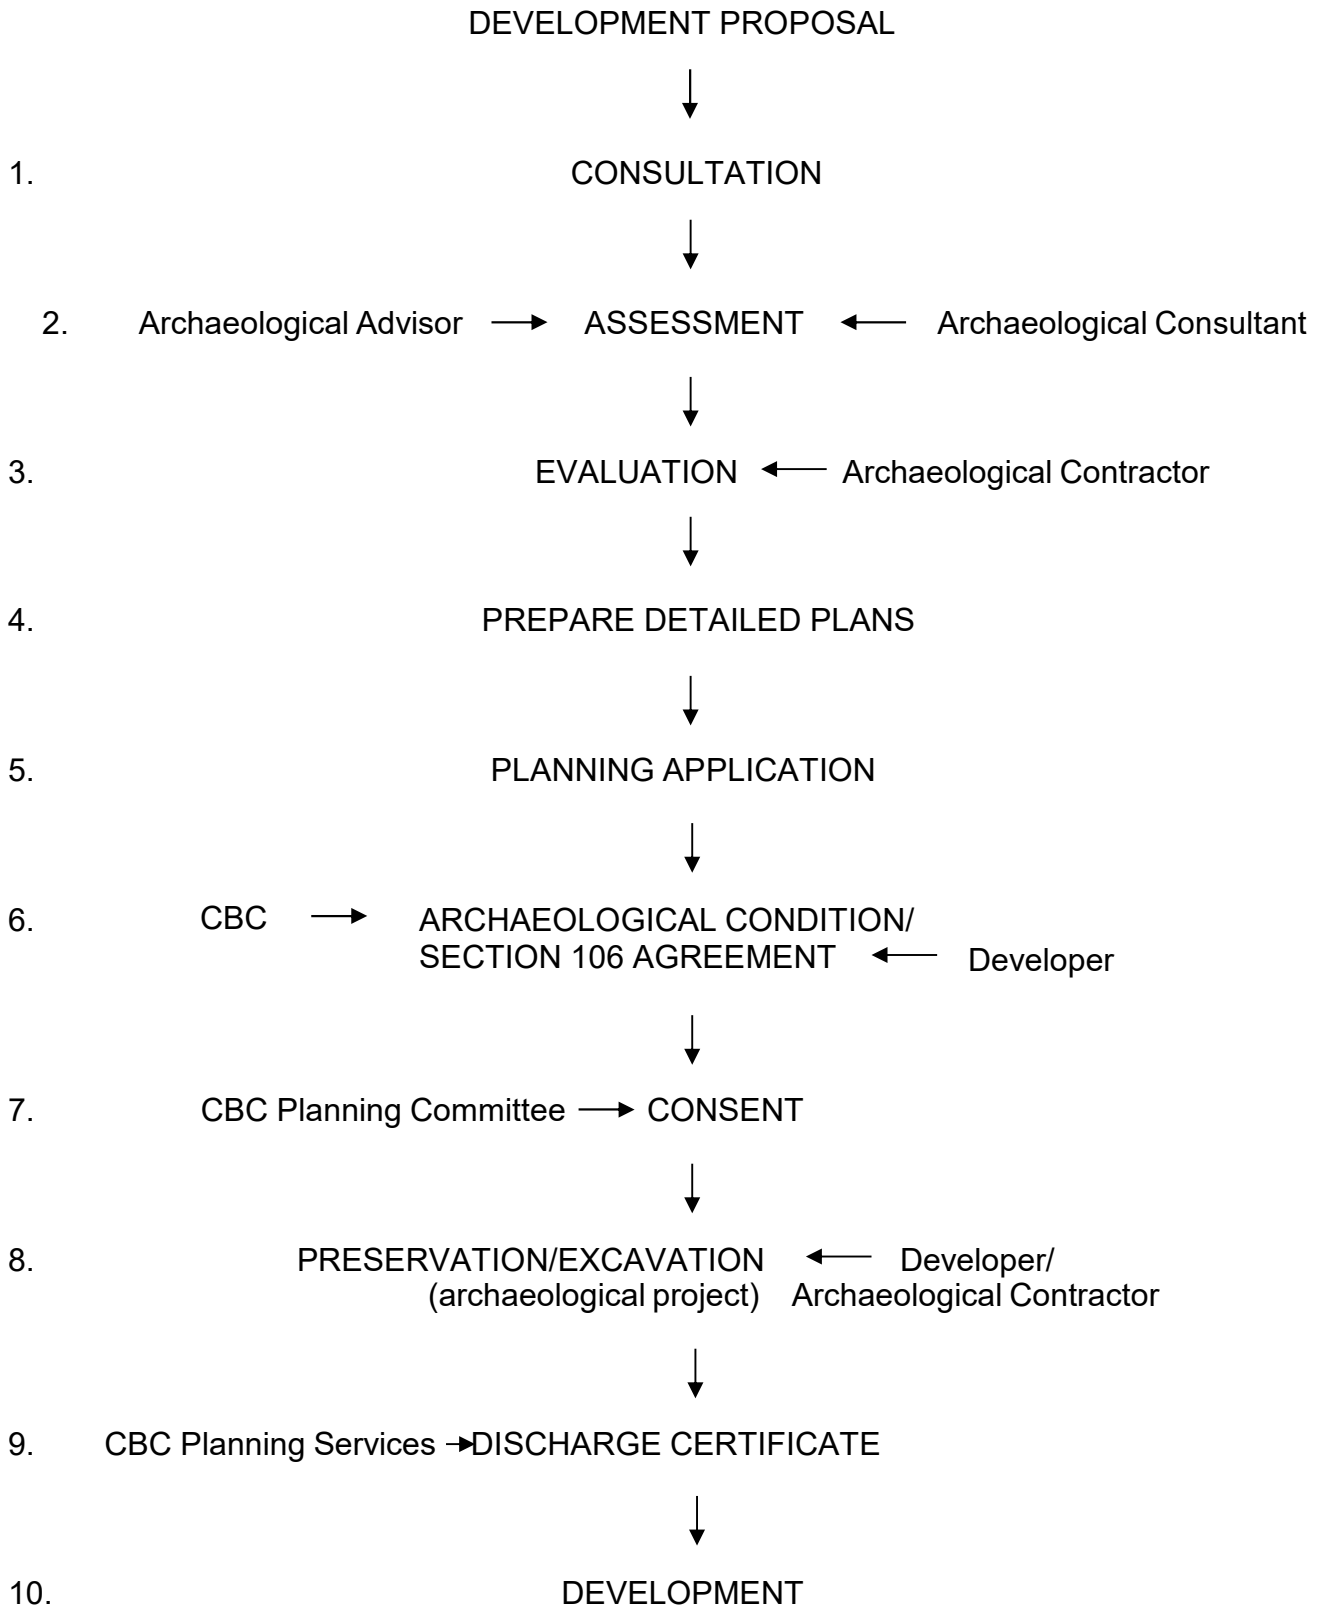 DEVELOPMENT PROPOSAL
1. CONSULTATION
2. Archaeological Advisor ASSESSMENT Archaeological Consultant
3. EVALUATION Archaeological Contractor
4. PREPARE DETAILED PLANS
5. PLANNING APPLICATION
6. CBC ARCHAEOLOGICAL CONDITION/
SECTION 106 AGREEMENT Developer
7. CBC Planning Committee CONSENT
8. PRESERVATION/EXCAVATION Developer/
(archaeological project) Archaeological Contractor
9. CBC Planning Services DISCHARGE CERTIFICATE
10. DEVELOPMENT